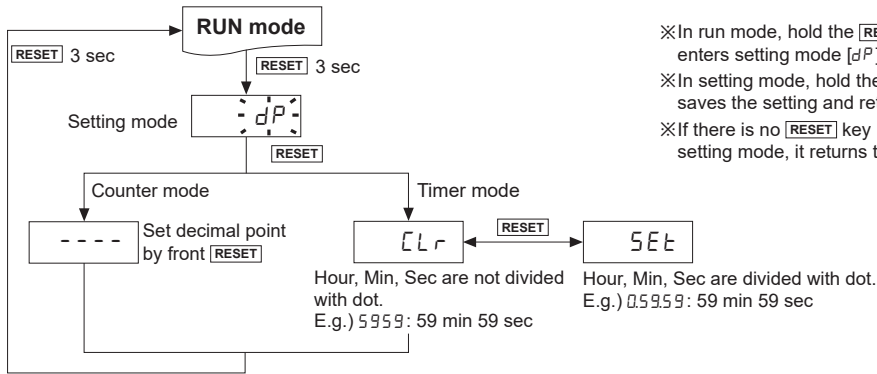 RUN mode
RESET 3 sec
RESET 3 sec
Setting mode
dP
RESET
Counter mode
Timer mode
- - - -
Set decimal point
by front RESET
CLr
RESET
SEt
Hour, Min, Sec are not divided
with dot.
E.g.) 5959: 59 min 59 sec
Hour, Min, Sec are divided with dot.
E.g.) 0.59.59: 59 min 59 sec
※In run mode, hold the
enters setting mode [dP]
※In setting mode, hold the
saves the setting and
※If there is no RESET key
setting mode, it returns